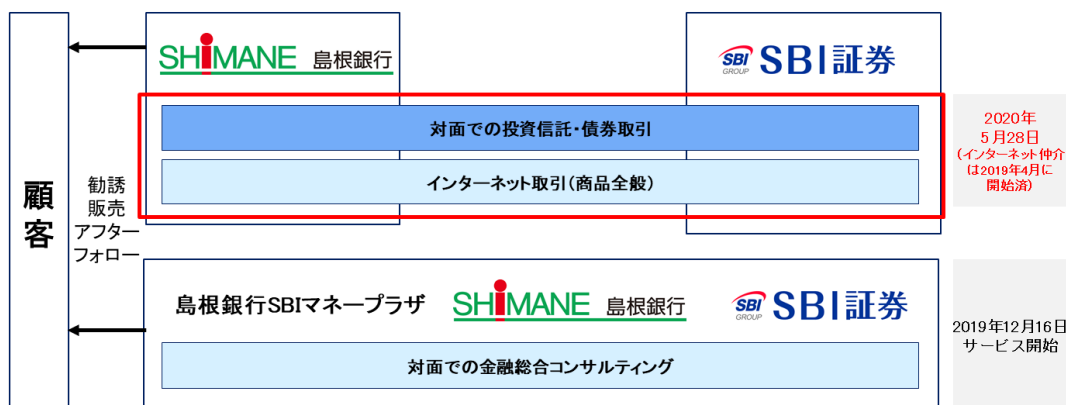 SHiMANE 島根銀行
SBI GROUP SBI証券
対面での投資信託・債券取引
インターネット取引(商品全般)
2020年
5月28日
(インターネット仲介
は2019年4月に
開始済)
顧客
勧誘
販売
アフター
フォロー
島根銀行SBIマネープラザ
SHiMANE 島根銀行
SBI GROUP SBI証券
対面での金融総合コンサルティング
2019年12月16日
サービス開始